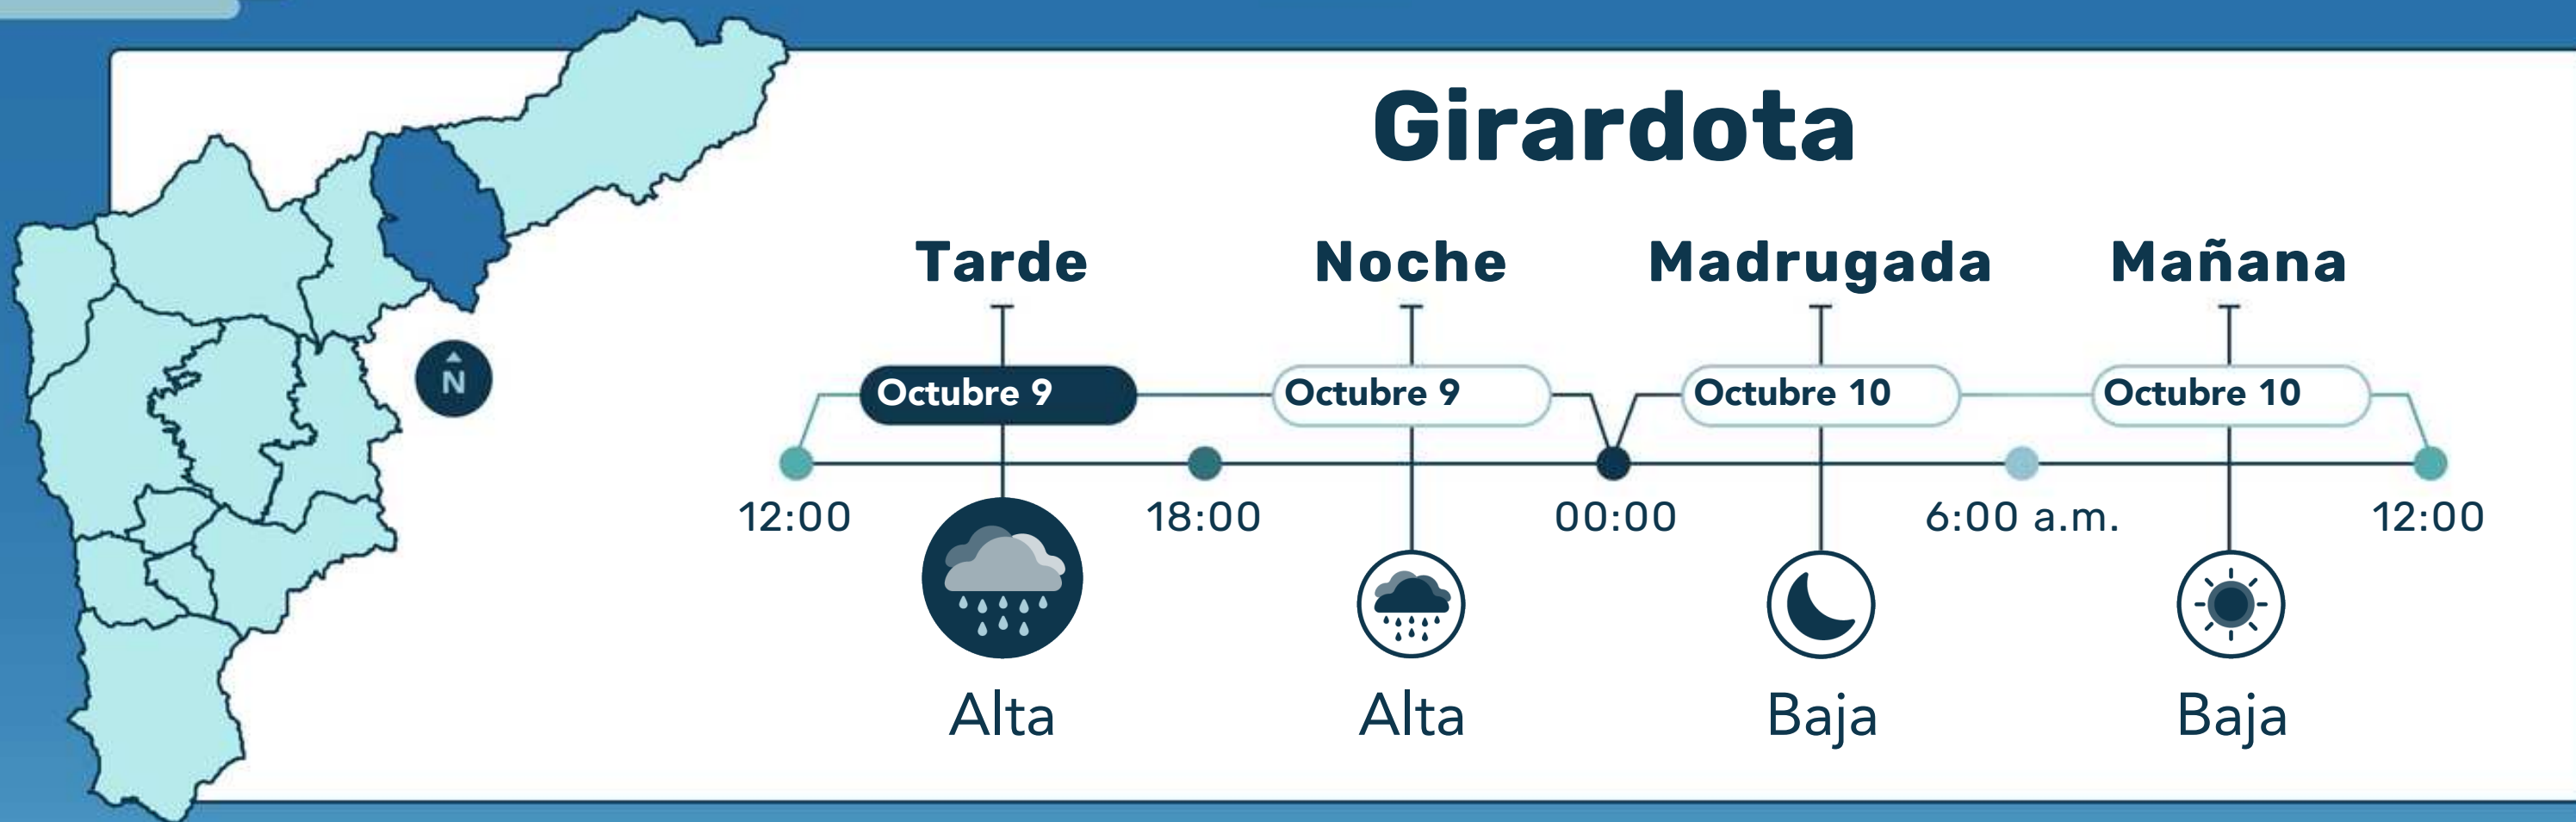 Girardota
Tarde Noche Madrugada Mañana
N
Octubre 9 Octubre 9 Octubre 10 Octubre 10
12:00 18:00 00:00 6:00 a.m. 12:00
Alta Alta Baja Baja